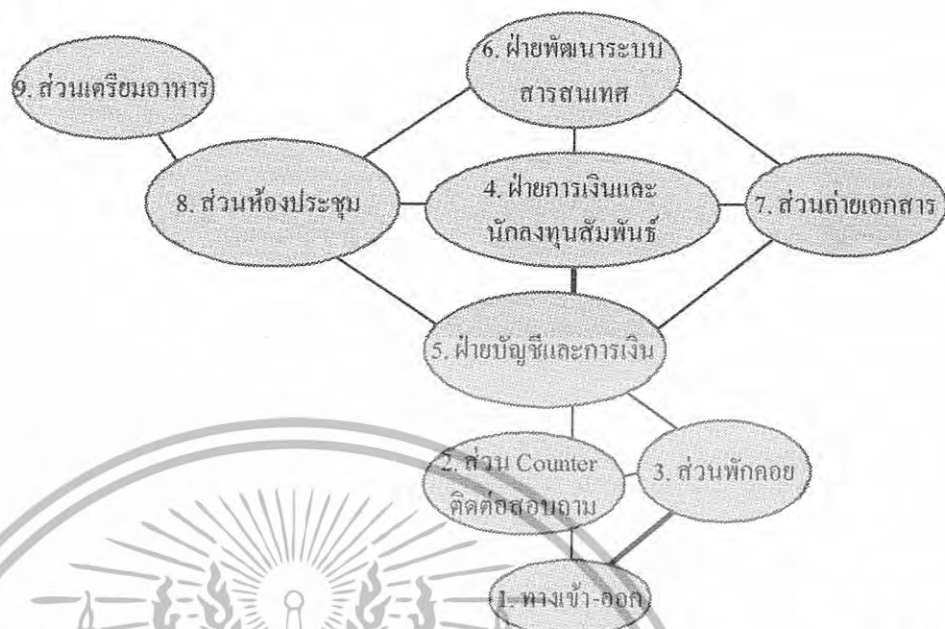 6. ฝ่ายพัฒนาระบบ
สารสนเทศ
9. ส่วนเตรียมอาหาร
8. ส่วนห้องประชุม
4. ฝ่ายการเงินและ
นักลงทุนสัมพันธ์
7. ส่วนถ่ายเอกสาร
5. ฝ่ายบัญชีและการเงิน
2. ส่วน Counter
ติดต่อสอบถาม
3. ส่วนพักคอย
1. ทางเข้า-ออก